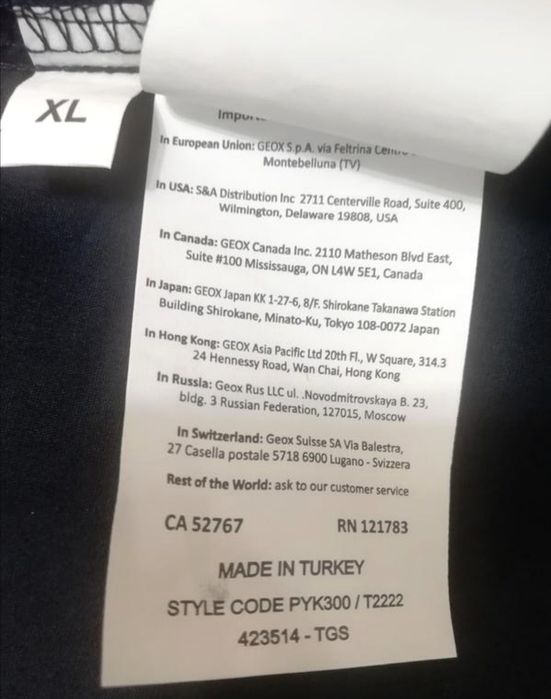 XL
In European Union: GEOX S.p.A. via Feltrina
Montebelluna (TV)
In USA: S&A Distribution Inc 2711 Centerville Road, Suite 400,
Wilmington, Delaware 19808, USA
In Canada: GEOX Canada Inc. 2110 Matheson Blvd East,
Suite #100 Mississauga, ON L4W 5E1, Canada
In Japan: GEOX Japan KK 1-27-6, 8/F. Shirokane Takanawa Station
Building Shirokane, Minato-Ku, Tokyo 108-0072 Japan
In Hong Kong: GEOX Asia Pacific Ltd 20th Fl., W Square, 314.3
24 Hennessy Road, Wan Chai, Hong Kong
In Russia: Geox Rus LLC ul. .Novodmitrovskaya B. 23,
bldg. 3 Russian Federation, 127015, Moscow
In Switzerland: Geox Suisse SA Via Balestra,
27 Casella postale 5718 6900 Lugano - Svizzera
Rest of the World: ask to our customer service
CA 52767 RN 121783
MADE IN TURKEY
STYLE CODE PYK300 / T2222
423514 - TGS